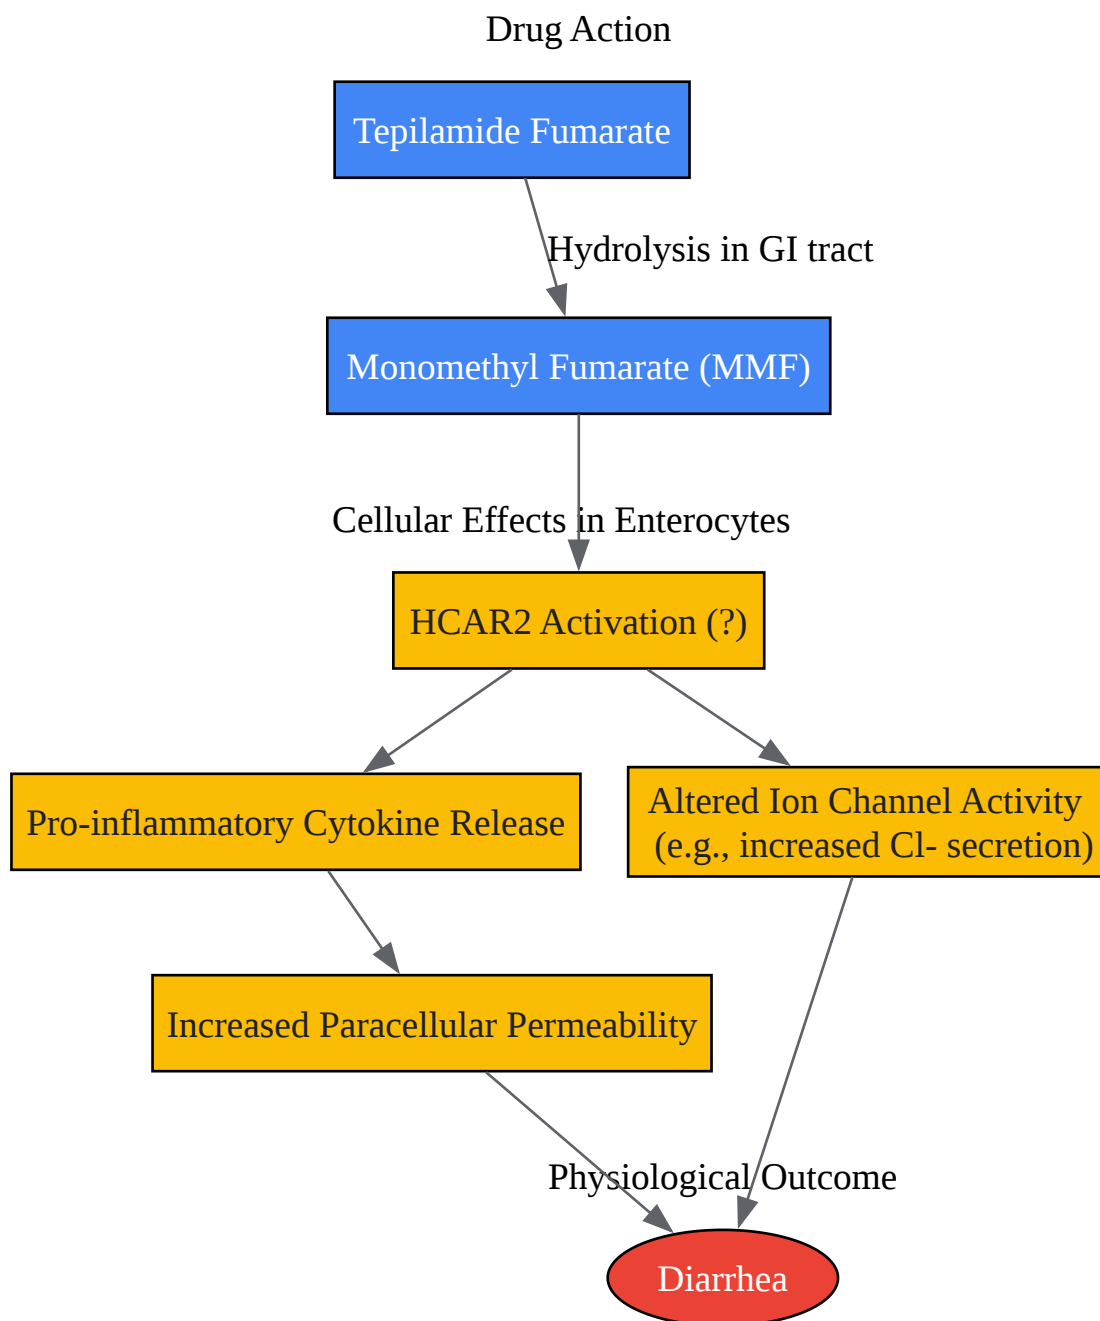 Drug Action
Tepilamide Fumarate
Hydrolysis in GI tract
Monomethyl Fumarate (MMF)
Cellular Effects in Enterocytes
HCAR2 Activation (?)
Pro-inflammatory Cytokine Release
Altered Ion Channel Activity
(e.g., increased Cl- secretion)
Increased Paracellular Permeability
Physiological Outcome
Diarrhea